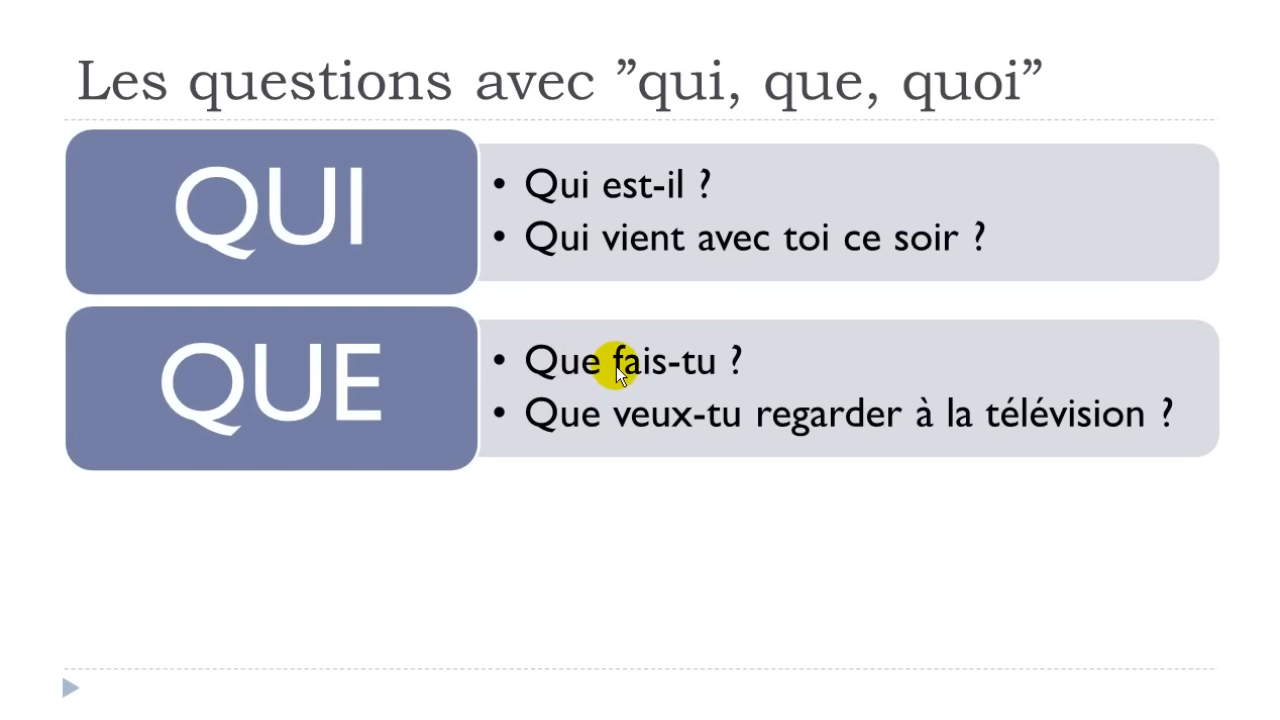 Les questions avec ”qui, que, quoi”
QUI
• Qui est-il ?
• Qui vient avec toi ce soir ?
QUE
• Que fais-tu ?
• Que veux-tu regarder à la télévision ?